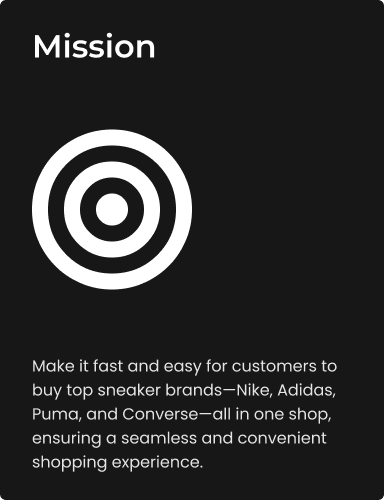 Mission
Make it fast and easy for customers to
buy top sneaker brands—Nike, Adidas,
Puma, and Converse—all in one shop,
ensuring a seamless and convenient
shopping experience.